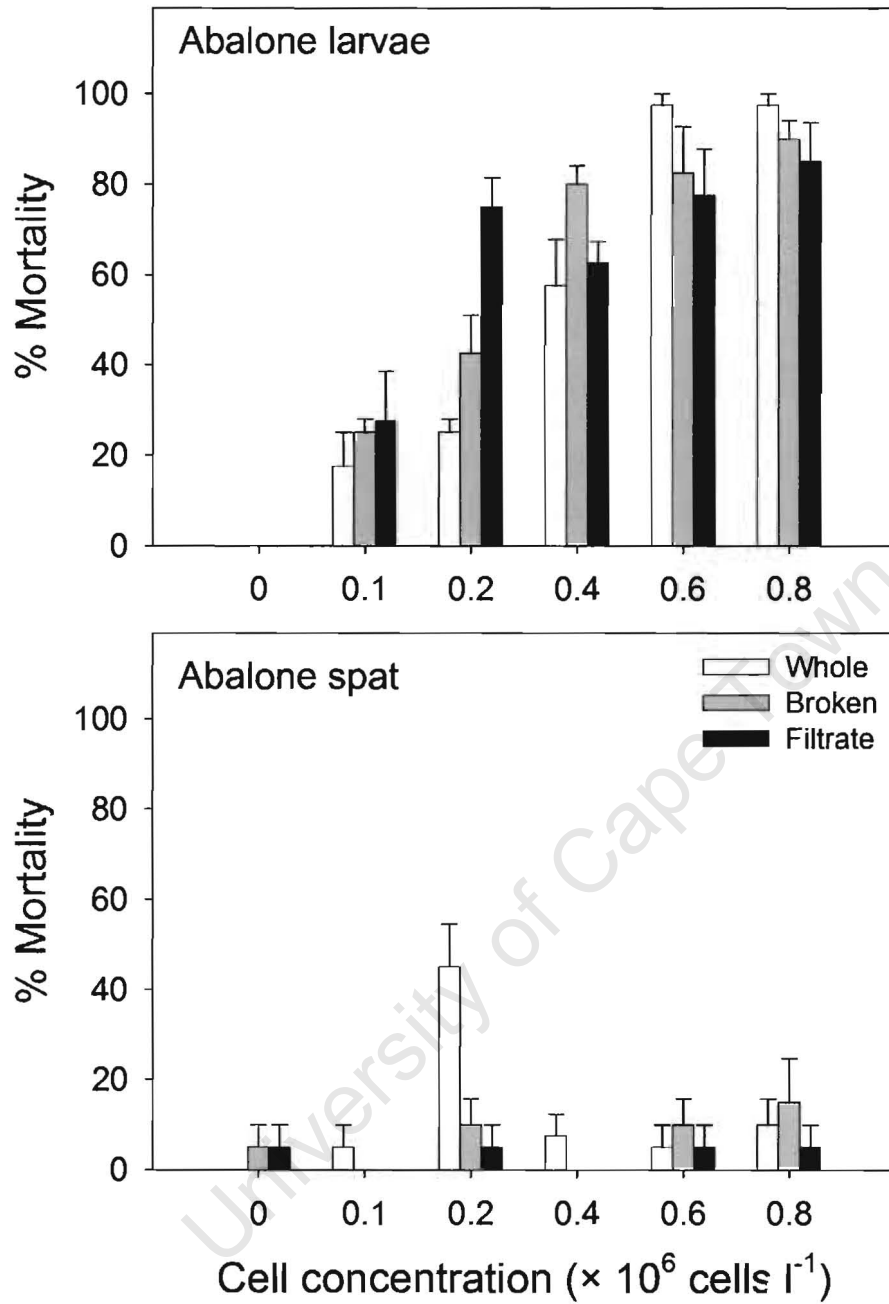 Abalone larvae
% Mortality
100
80
60
40
20
0
0 0.1 0.2 0.4 0.6 0.8
Abalone spat
Whole
Broken
Filtrate
% Mortality
100
80
60
40
20
0
0 0.1 0.2 0.4 0.6 0.8
Cell concentration (× 10⁶ cells l⁻¹)
University of Cape Town